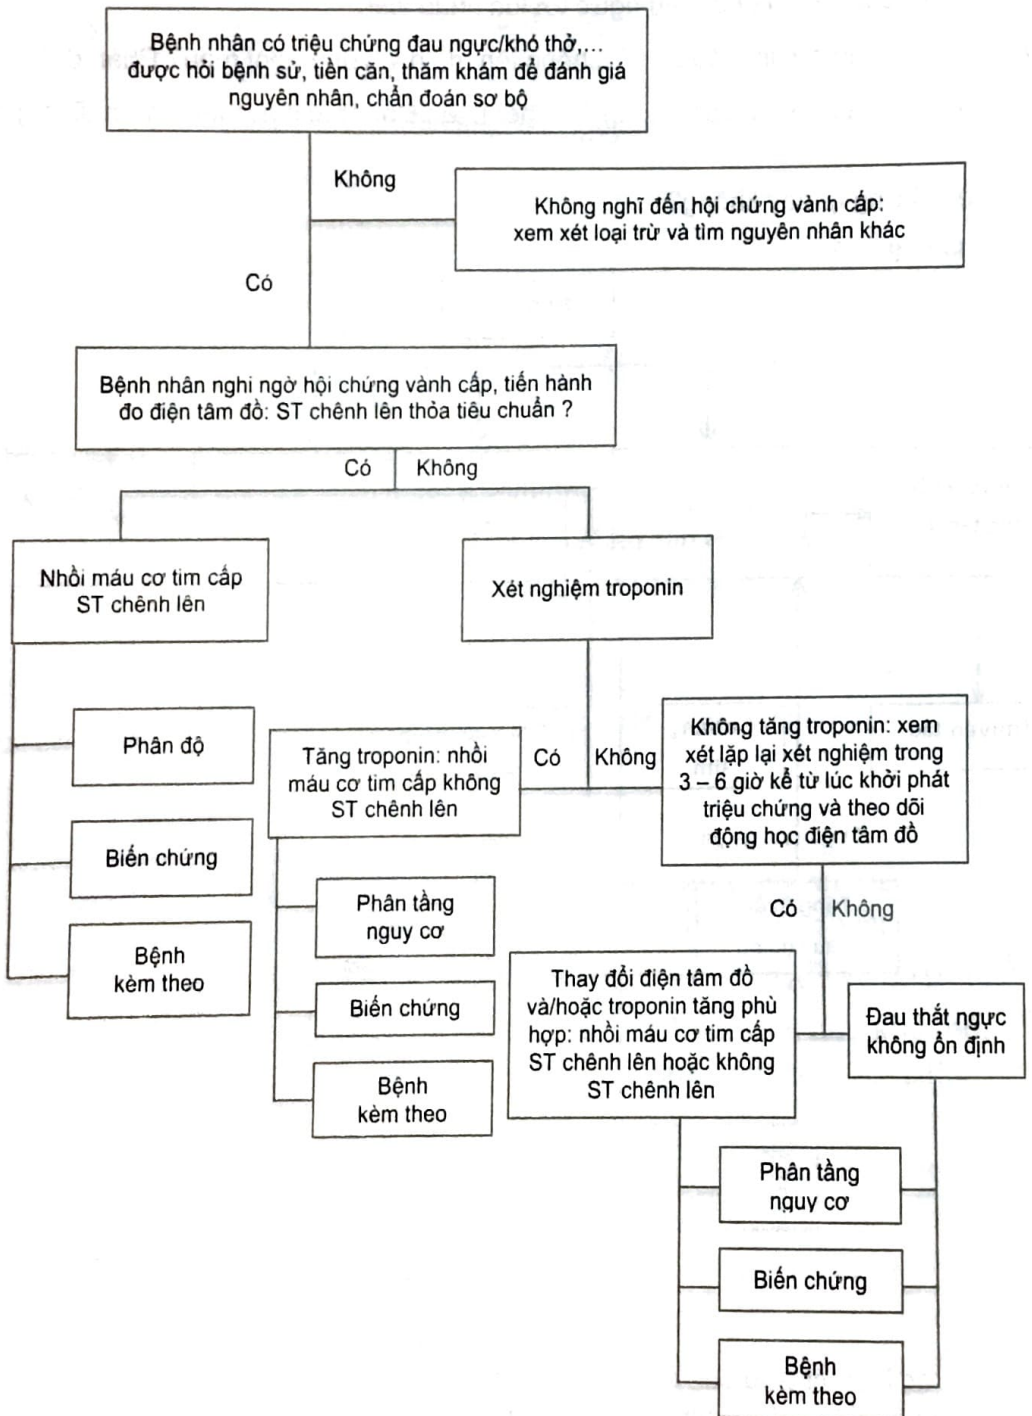 Bệnh nhân có triệu chứng đau ngực/khó thở,...
được hỏi bệnh sử, tiền căn, thăm khám để đánh giá
nguyên nhân, chẩn đoán sơ bộ
Không
Không nghĩ đến hội chứng vành cấp:
xem xét loại trừ và tìm nguyên nhân khác
Có
Bệnh nhân nghi ngờ hội chứng vành cấp, tiến hành
đo điện tâm đồ: ST chênh lên thỏa tiêu chuẩn ?
Có
Không
Nhồi máu cơ tim cấp
ST chênh lên
Xét nghiệm troponin
Phân độ
Biến chứng
Bệnh
kèm theo
Tăng troponin: nhồi
máu cơ tim cấp không
ST chênh lên
Có
Không
Không tăng troponin: xem
xét lặp lại xét nghiệm trong
3 – 6 giờ kể từ lúc khởi phát
triệu chứng và theo dõi
động học điện tâm đồ
Phân tầng
nguy cơ
Biến chứng
Bệnh
kèm theo
Có
Không
Thay đổi điện tâm đồ
và/hoặc troponin tăng phù
hợp: nhồi máu cơ tim cấp
ST chênh lên hoặc không
ST chênh lên
Đau thắt ngực
không ổn định
Phân tầng
nguy cơ
Biến chứng
Bệnh
kèm theo